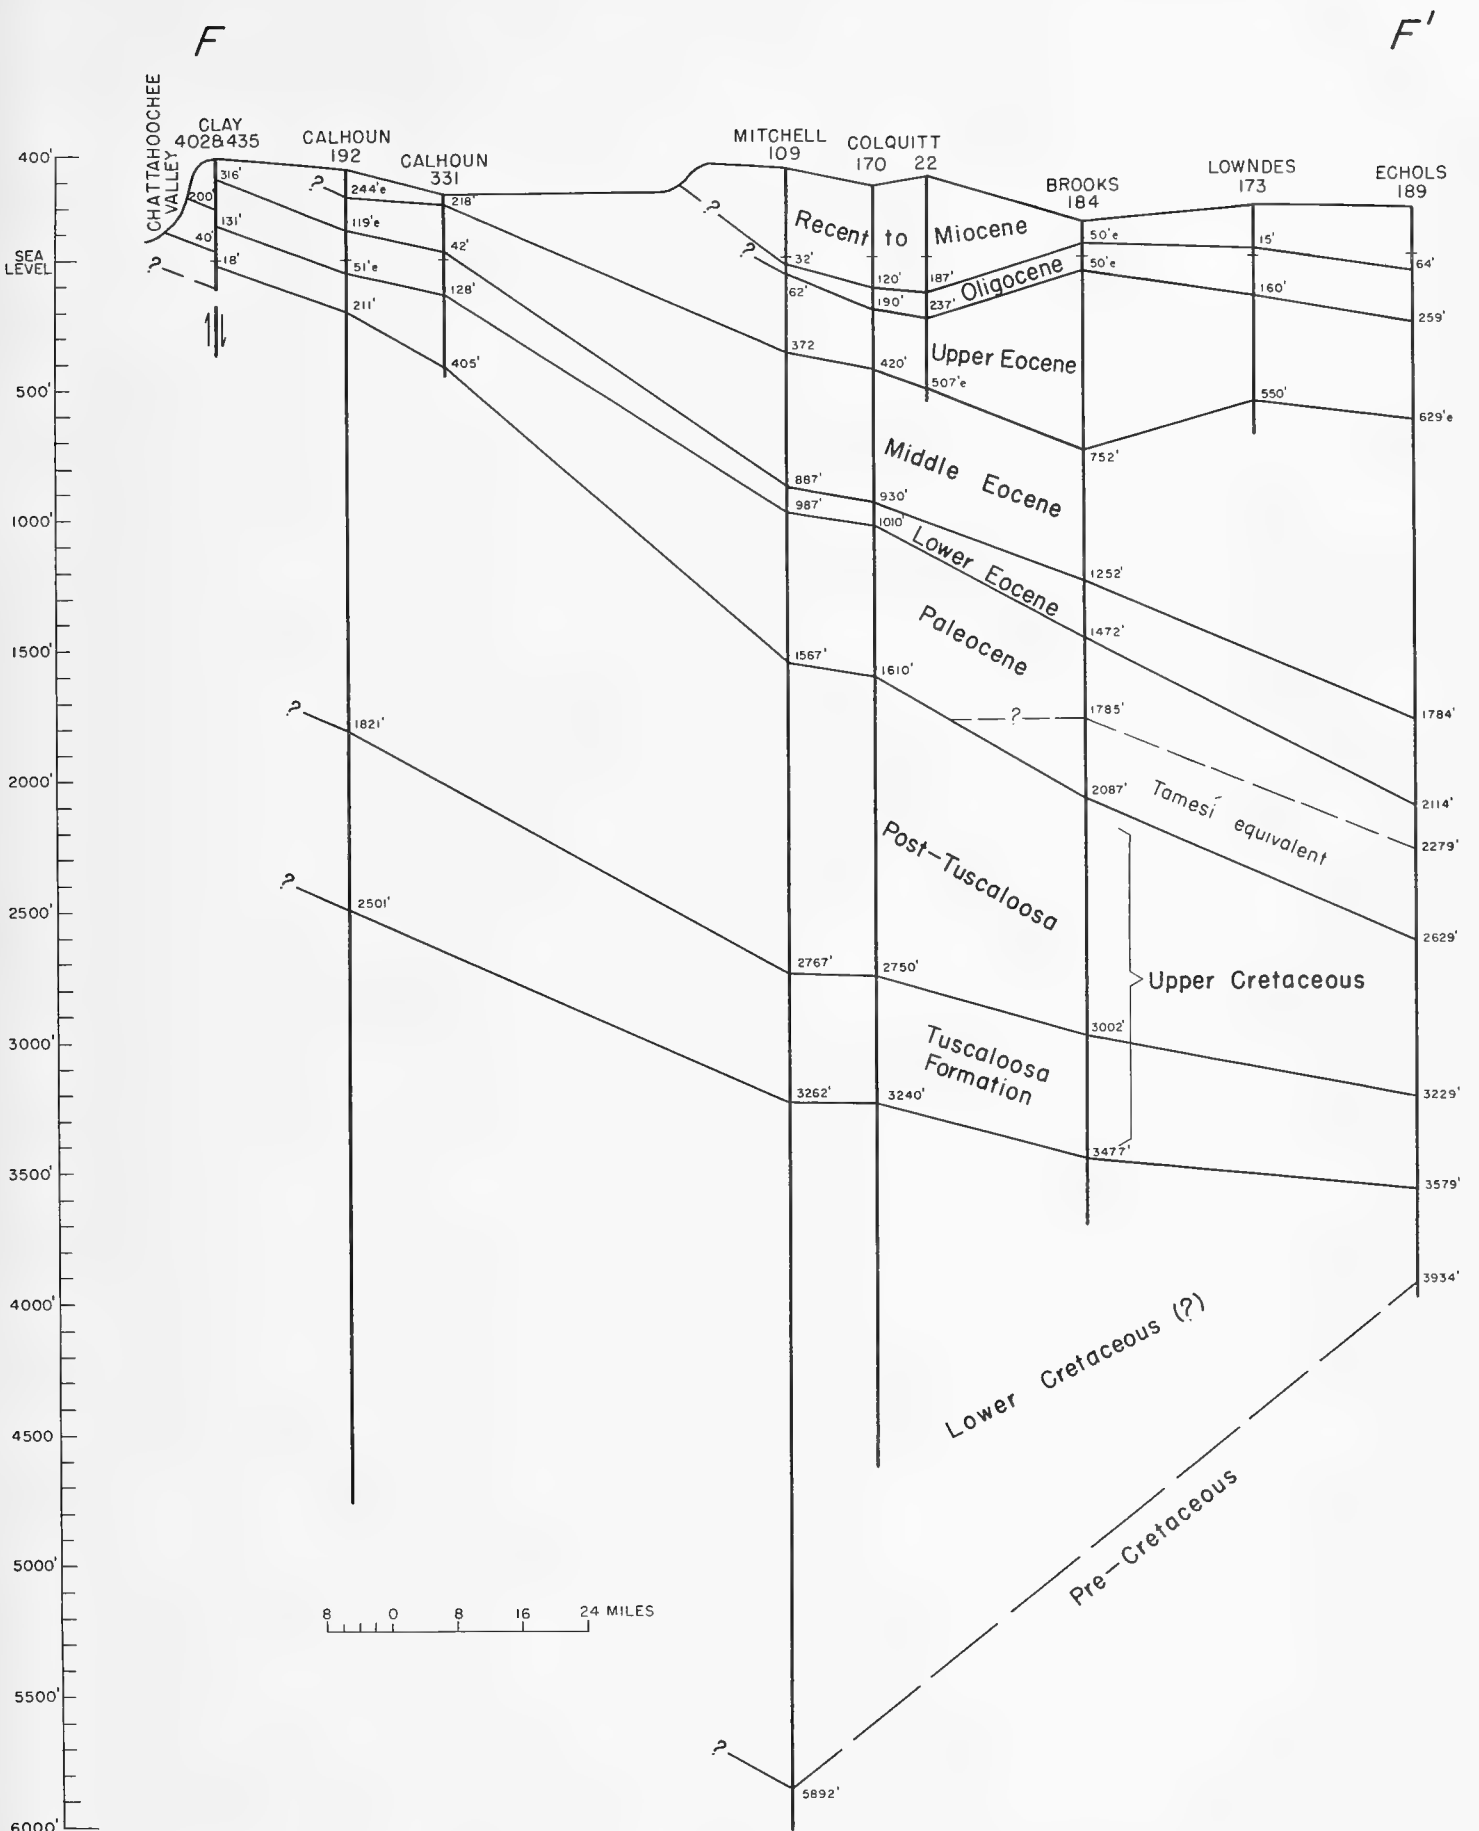 F
F'
CHATTAHOOCHEE
VALLEY
CLAY
402&435
CALHOUN
192
CALHOUN
331
MITCHELL
109
COLQUITT
170 22
BROOKS
184
LOWNDES
173
ECHOLS
189
400'
SEA
LEVEL
500'
1000'
1500'
2000'
2500'
3000'
3500'
4000'
4500
5000'
5500'
6000'
316'
200'
131'
40'
18'
?
?
244'e
119'e
51'e
211'
218'
42'
128'
405'
?
?
32'
62'
372
887'
987'
1567'
2767'
3262'
5892'
?
120'
190'
420'
930'
1010'
1610'
2750'
3240'
187'
237'
507'e
50'e
50'e
752'
1252'
1472'
1785'
2087'
3002'
3477'
15'
160'
550'
64'
259'
629'e
1784'
2114'
2279'
2629'
3229'
3579'
3934'
?
1821'
?
2501'
Recent to Miocene
Oligocene
Upper Eocene
Middle Eocene
Lower Eocene
Paleocene
?
Tamesí equivalent
Post-Tuscaloosa
Upper Cretaceous
Tuscaloosa
Formation
Lower Cretaceous (?)
Pre-Cretaceous
8 0 8 16 24 MILES